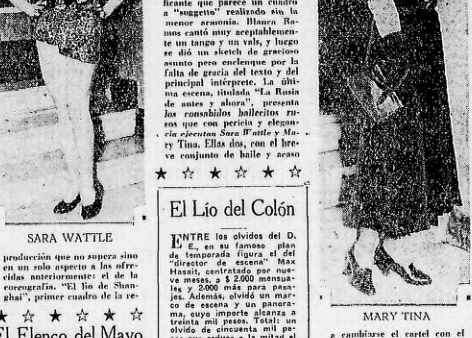 ficante que parece un cuadro
a "soggetto" realizado sin la
menor armonía. Blanca Ra-
mos cantó muy aceptablemen-
te un tango y un vals, y luego
se dió un sketch de gracioso
asunto pero enclenque por la
falta de gracia del texto y del
principal intérprete. La últi-
ma escena, titulada "La Rusia
de antes y ahora", presenta
los consabidos baileritos ru-
sos que con pericia y elegan-
cia ejecutan Sara Wattle y Ma-
ry Tina. Ellas dos, con el bre-
ve conjunto de baile y acaso
SARA WATTLE
producción que no supera sino
en un solo aspecto a las ofre-
cidas anteriormente: el de la
coreografía. "El lío de Shan-
ghai", primer cuadro de la re-
El Elenco del Mayo
El Lío del Colón
ENTRE los olvidos del D.
E., en su famoso plan
de temporada figura el del
"director de escena" Max
Hasait, contratado por nue-
ve meses, a $ 2.000 mensua-
les y 2.000 más para pasa-
jes. Además, olvidó un mar-
co de escena y un panora-
ma, cuyo importe alcanza a
treinta mil pesos. Total: un
olvido de cincuenta mil pe-
sos que reduce a la mitad el
MARY TINA
a cambiarse el cartel con el